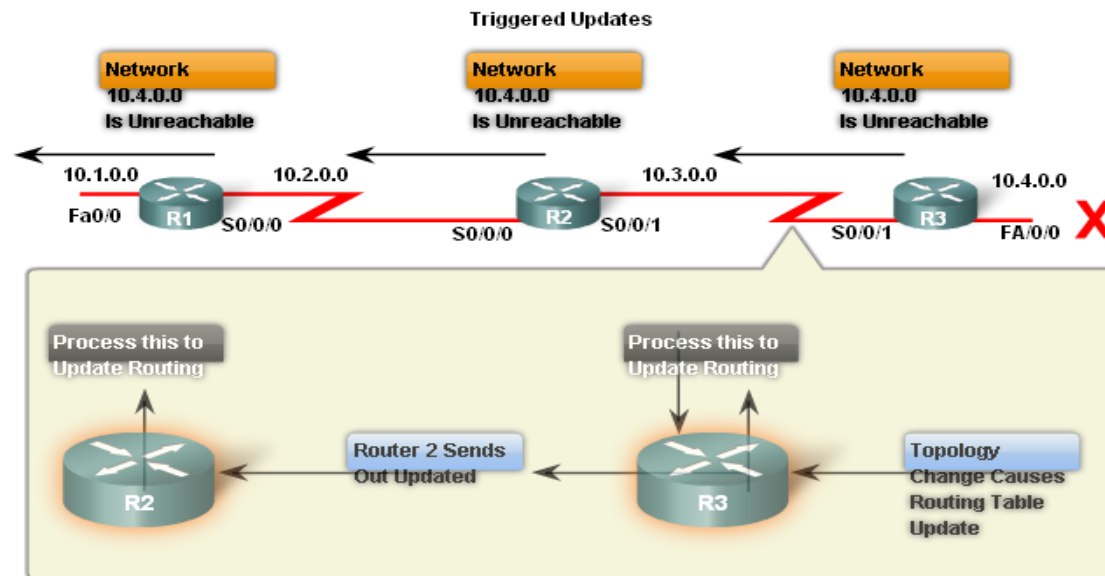 Triggered Updates
Network
10.4.0.0
Is Unreachable
Network
10.4.0.0
Is Unreachable
Network
10.4.0.0
Is Unreachable
10.1.0.0
10.2.0.0
10.3.0.0
10.4.0.0
Fa0/0
R1
S0/0/0
S0/0/0
R2
S0/0/1
S0/0/1
R3
FA/0/0
X
Process this to
Update Routing
Process this to
Update Routing
R2
Router 2 Sends
Out Updated
R3
Topology
Change Causes
Routing Table
Update